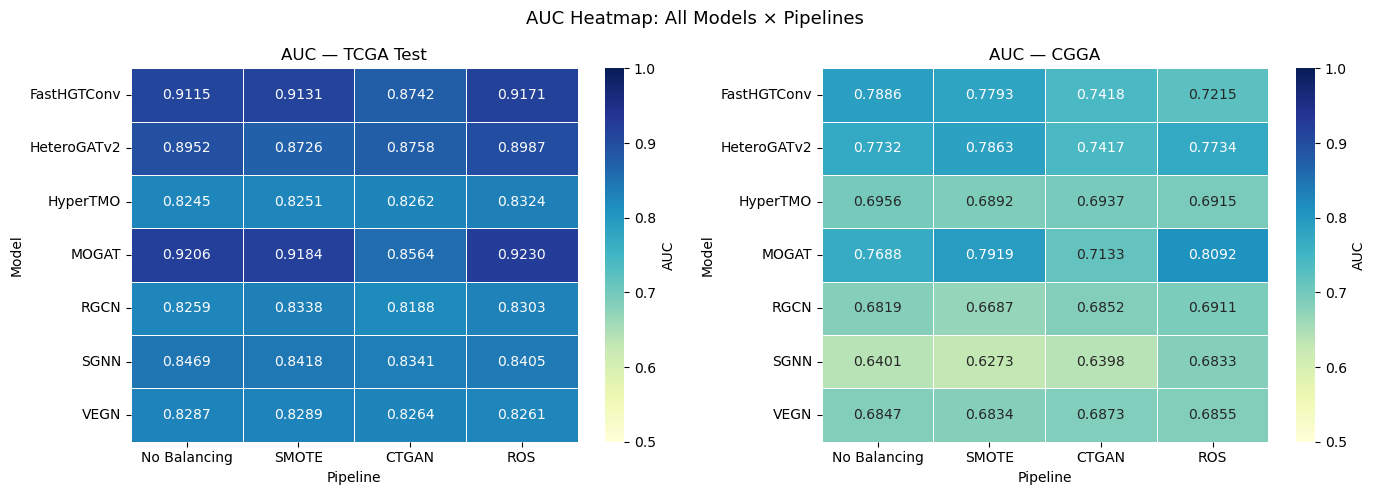 AUC Heatmap: All Models × Pipelines
AUC — TCGA Test
Model
FastHGTConv 0.9115 0.9131 0.8742 0.9171
HeteroGATv2 0.8952 0.8726 0.8758 0.8987
HyperTMO 0.8245 0.8251 0.8262 0.8324
MOGAT 0.9206 0.9184 0.8564 0.9230
RGCN 0.8259 0.8338 0.8188 0.8303
SGNN 0.8469 0.8418 0.8341 0.8405
VEGN 0.8287 0.8289 0.8264 0.8261
No Balancing SMOTE CTGAN ROS
Pipeline
1.0
0.9
0.8
0.7
0.6
0.5
AUC
AUC — CGGA
Model
FastHGTConv 0.7886 0.7793 0.7418 0.7215
HeteroGATv2 0.7732 0.7863 0.7417 0.7734
HyperTMO 0.6956 0.6892 0.6937 0.6915
MOGAT 0.7688 0.7919 0.7133 0.8092
RGCN 0.6819 0.6687 0.6852 0.6911
SGNN 0.6401 0.6273 0.6398 0.6833
VEGN 0.6847 0.6834 0.6873 0.6855
No Balancing SMOTE CTGAN ROS
Pipeline
1.0
0.9
0.8
0.7
0.6
0.5
AUC